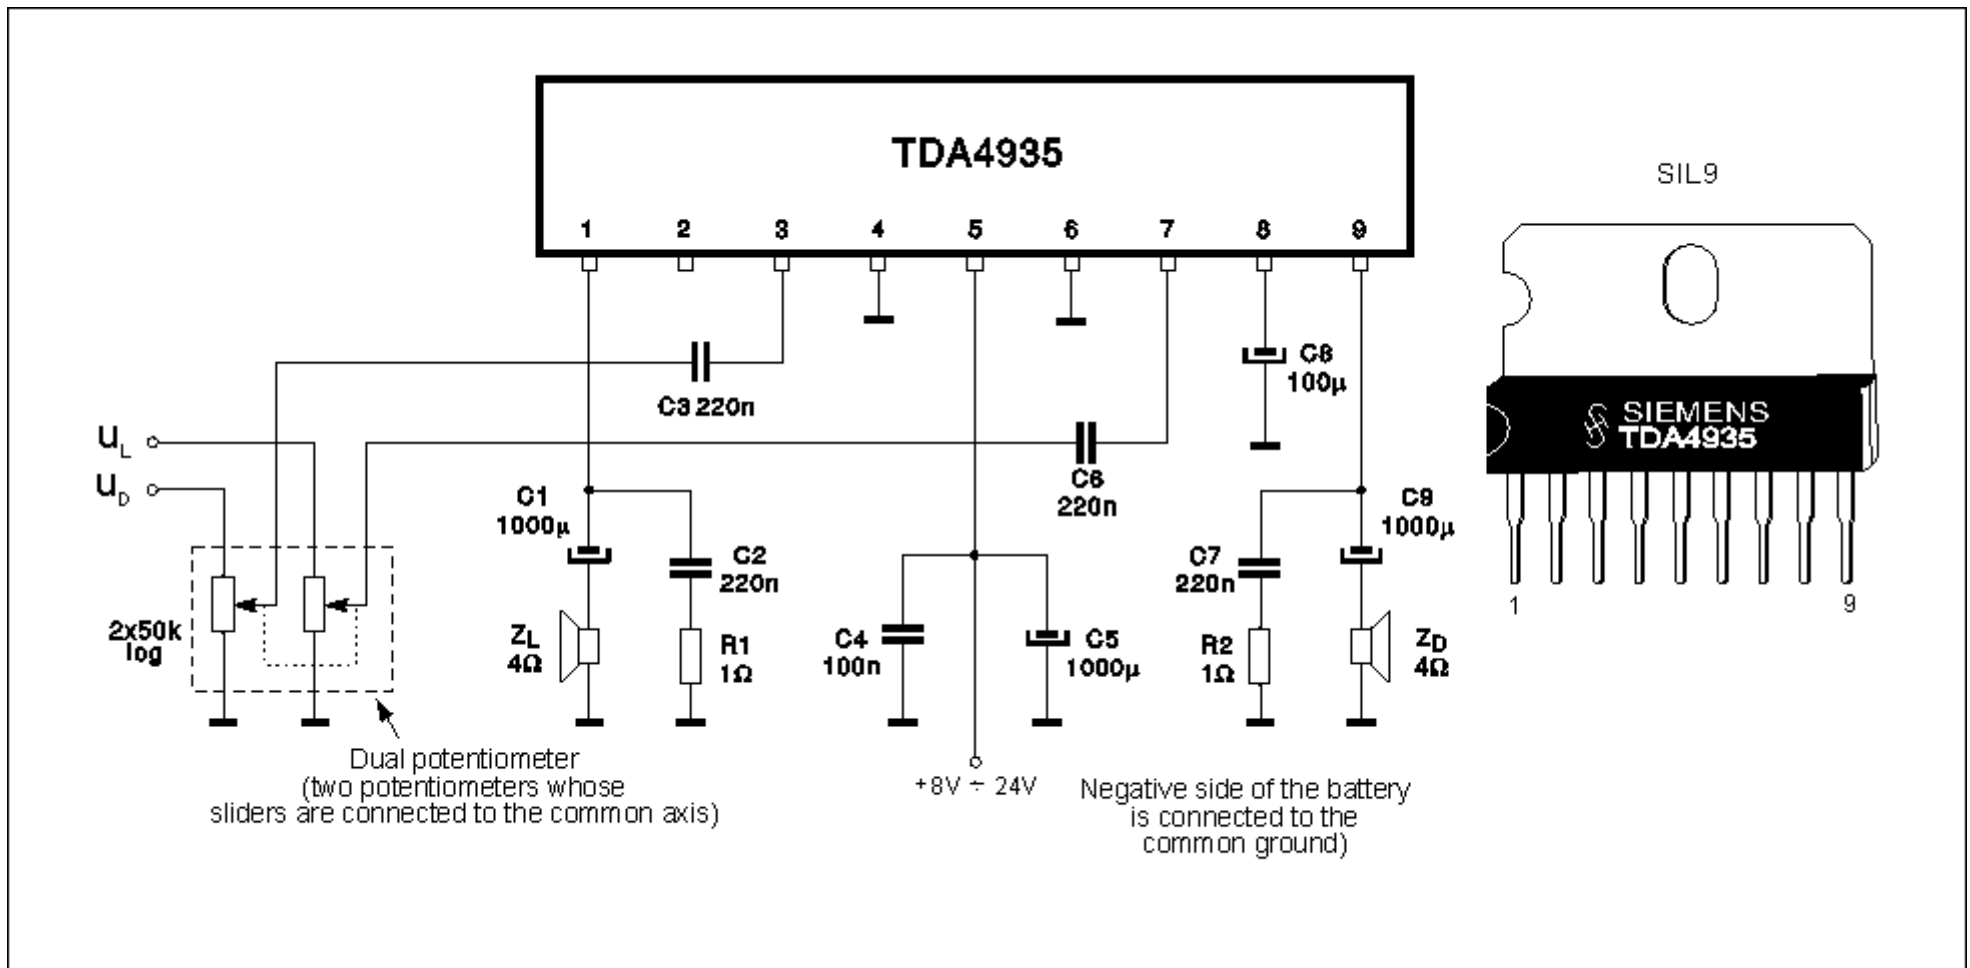 TDA4935
1 2 3 4 5 6 7 8 9
SIL9
C8
100µ
C3 220n
SIEMENS
TDA4935
1 9
U L
U D
C6
220n
C1
1000µ
C9
1000µ
C2
220n
C7
220n
2x50k
log
ZL
4Ω
R1
1Ω
C4
100n
C5
1000µ
R2
1Ω
ZD
4Ω
Dual potentiometer
(two potentiometers whose
sliders are connected to the common axis)
+8V ÷ 24V
Negative side of the battery
is connected to the
common ground)